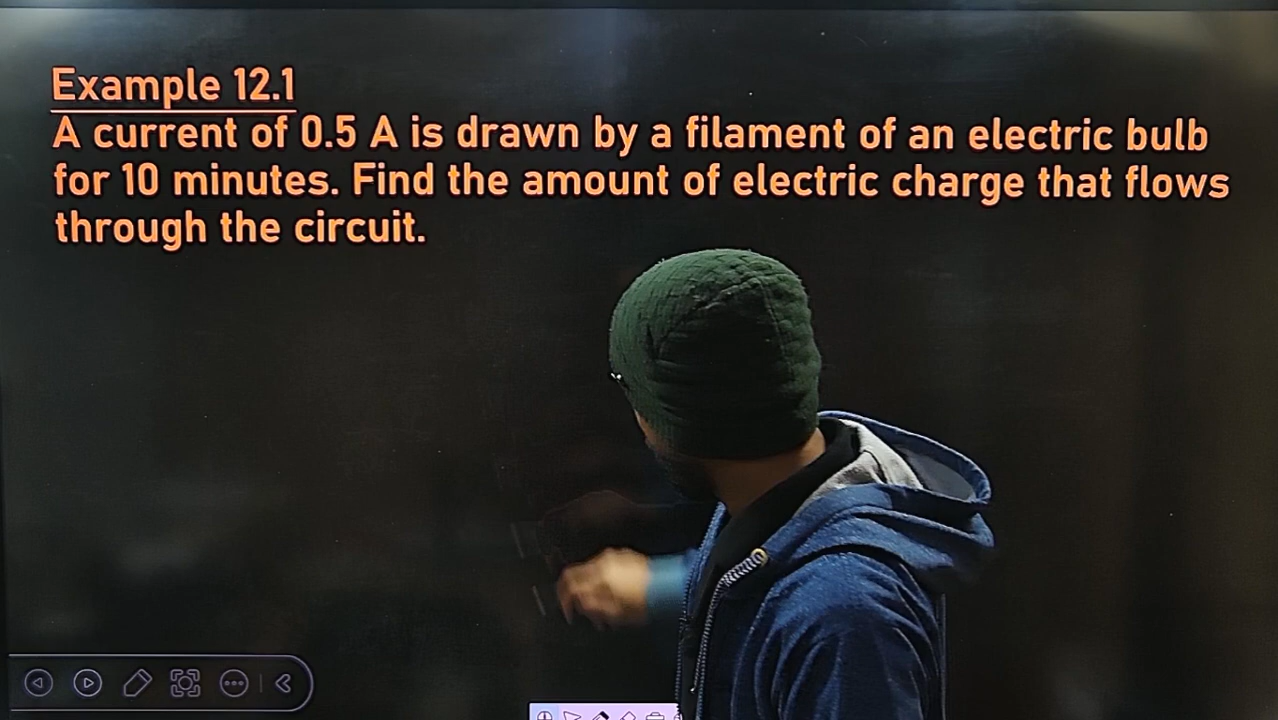 Example 12.1
A current of 0.5 A is drawn by a filament of an electric bulb
for 10 minutes. Find the amount of electric charge that flows
through the circuit.